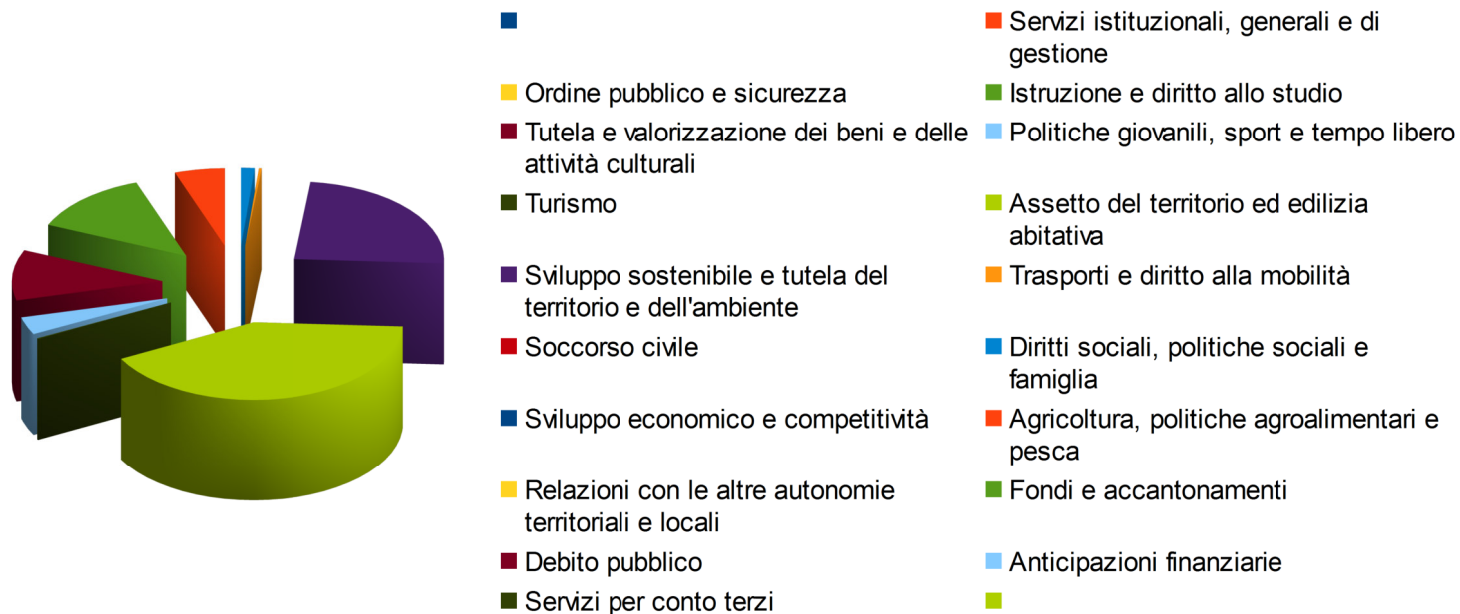 Servizi istituzionali, generali e di
gestione
Ordine pubblico e sicurezza
Istruzione e diritto allo studio
Tutela e valorizzazione dei beni e delle
attività culturali
Politiche giovanili, sport e tempo libero
Turismo
Assetto del territorio ed edilizia
abitativa
Sviluppo sostenibile e tutela del
territorio e dell'ambiente
Trasporti e diritto alla mobilità
Soccorso civile
Diritti sociali, politiche sociali e
famiglia
Sviluppo economico e competitività
Agricoltura, politiche agroalimentari e
pesca
Relazioni con le altre autonomie
territoriali e locali
Fondi e accantonamenti
Debito pubblico
Anticipazioni finanziarie
Servizi per conto terzi